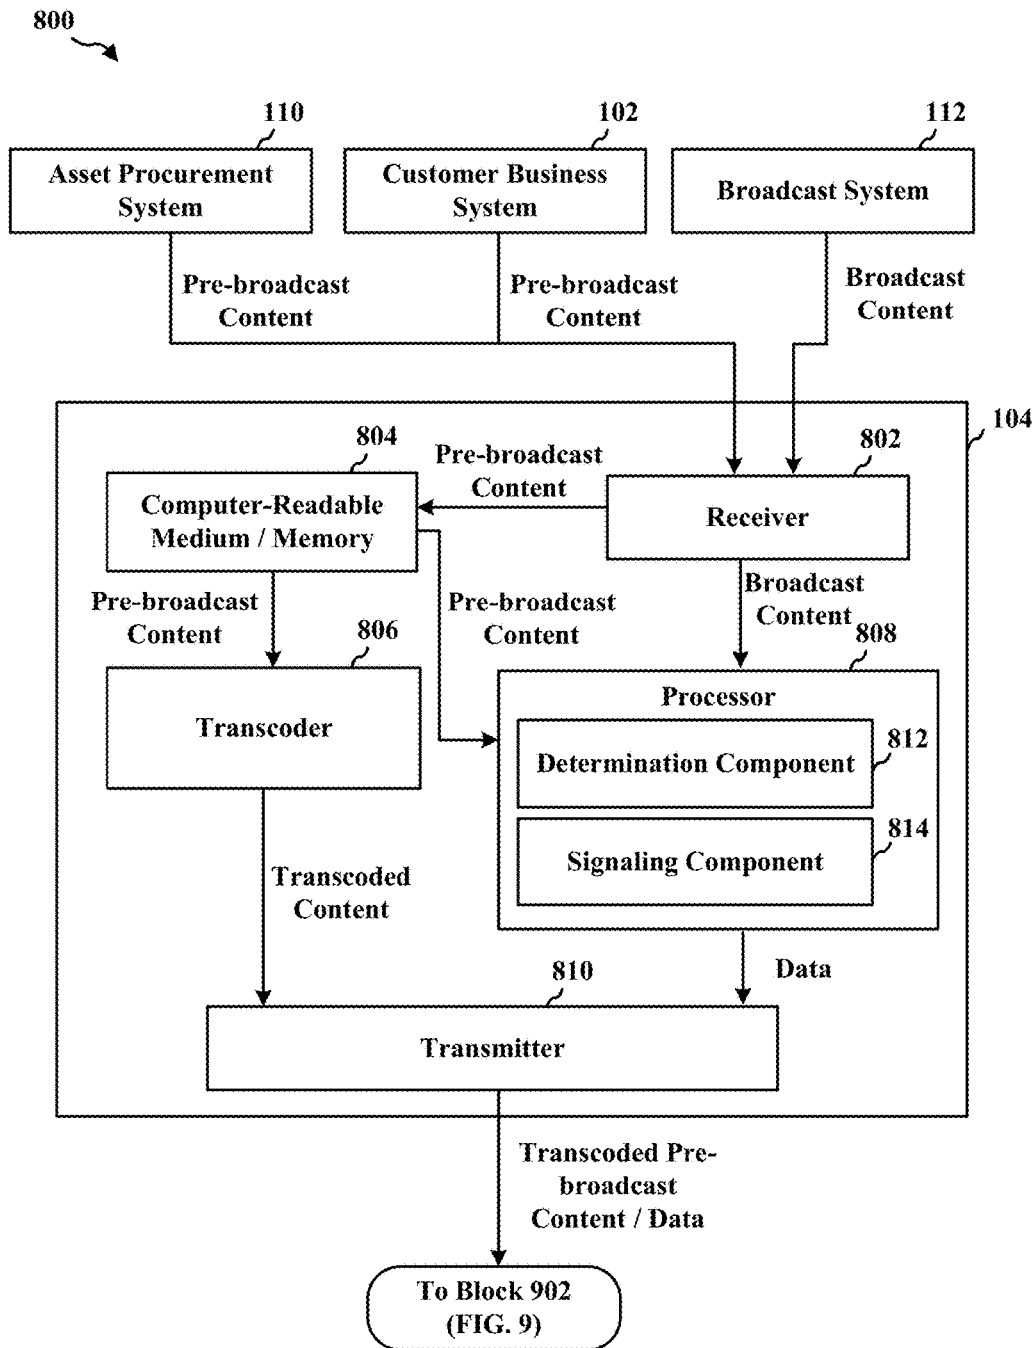 800
110
102
112
Asset Procurement
System
Customer Business
System
Broadcast System
Pre-broadcast
Content
Pre-broadcast
Content
Broadcast
Content
104
804
802
Pre-broadcast
Content
Computer-Readable
Medium / Memory
Receiver
Pre-broadcast
Content
Pre-broadcast
Content
Broadcast
Content
806
808
Transcoder
Processor
812
Determination Component
814
Signaling Component
Transcoded
Content
Data
810
Transmitter
Transcoded Pre-
broadcast
Content / Data
To Block 902
(FIG. 9)